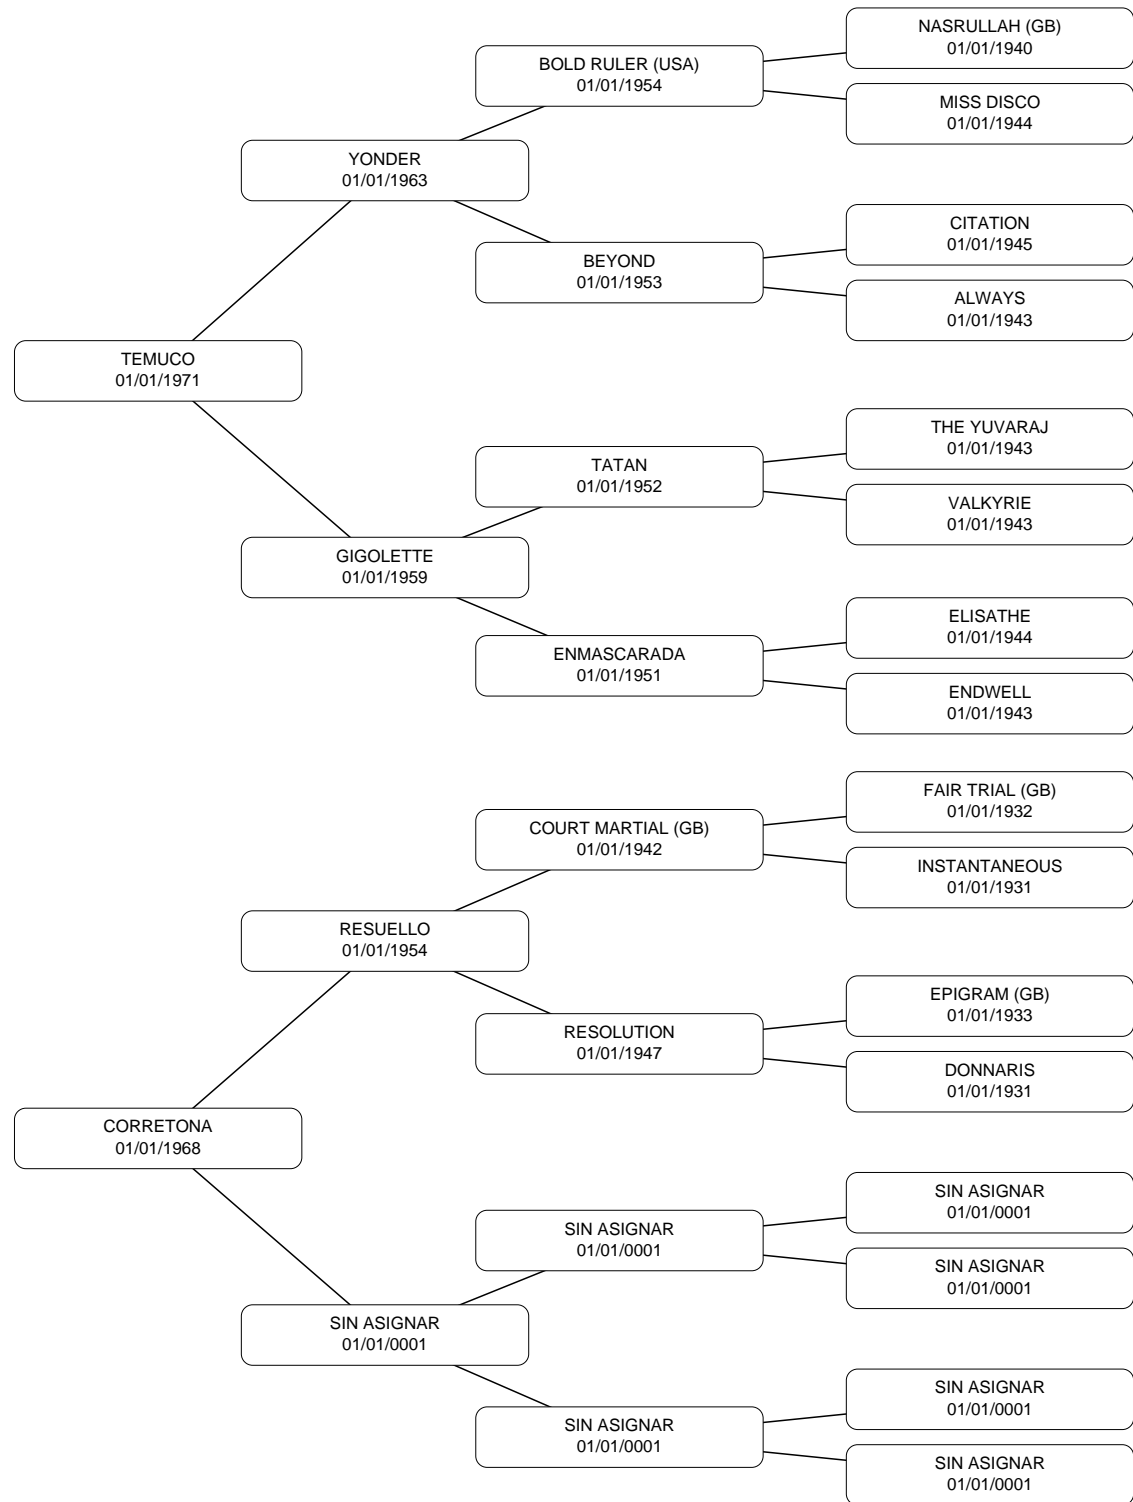 NASRULLAH (GB)
01/01/1940
BOLD RULER (USA)
01/01/1954
MISS DISCO
01/01/1944
YONDER
01/01/1963
CITATION
01/01/1945
BEYOND
01/01/1953
ALWAYS
01/01/1943
TEMUCO
01/01/1971
THE YUVARAJ
01/01/1943
TATAN
01/01/1952
VALKYRIE
01/01/1943
GIGOLETTE
01/01/1959
ELISATHE
01/01/1944
ENMASCARADA
01/01/1951
ENDWELL
01/01/1943
FAIR TRIAL (GB)
01/01/1932
COURT MARTIAL (GB)
01/01/1942
INSTANTANEOUS
01/01/1931
RESUELLO
01/01/1954
EPIGRAM (GB)
01/01/1933
RESOLUTION
01/01/1947
DONNARIS
01/01/1931
CORRETONA
01/01/1968
SIN ASIGNAR
01/01/0001
SIN ASIGNAR
01/01/0001
SIN ASIGNAR
01/01/0001
SIN ASIGNAR
01/01/0001
SIN ASIGNAR
01/01/0001
SIN ASIGNAR
01/01/0001
SIN ASIGNAR
01/01/0001